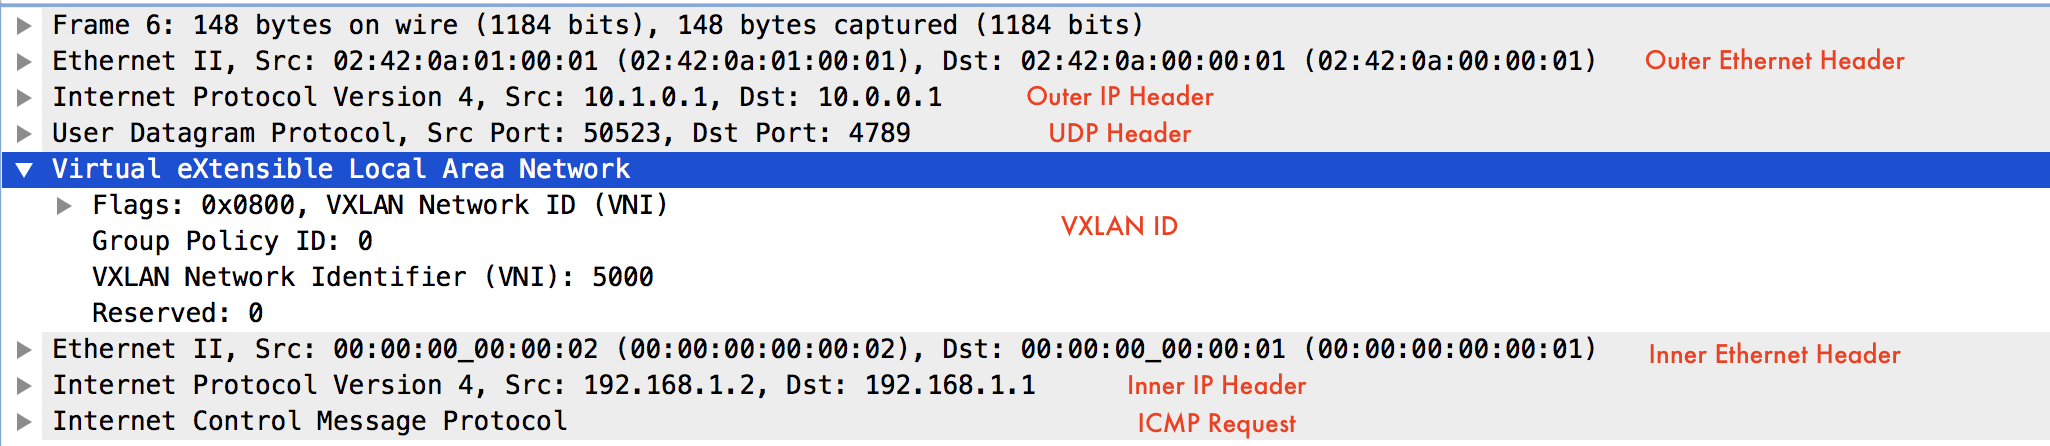 Frame 6: 148 bytes on wire (1184 bits), 148 bytes captured (1184 bits)
Ethernet II, Src: 02:42:0a:01:00:01 (02:42:0a:01:00:01), Dst: 02:42:0a:00:00:01 (02:42:0a:00:00:01) Outer Ethernet Header
Internet Protocol Version 4, Src: 10.1.0.1, Dst: 10.0.0.1 Outer IP Header
User Datagram Protocol, Src Port: 50523, Dst Port: 4789 UDP Header
Virtual eXtensible Local Area Network
Flags: 0x0800, VXLAN Network ID (VNI)
VXLAN ID
Group Policy ID: 0
VXLAN Network Identifier (VNI): 5000
Reserved: 0
Ethernet II, Src: 00:00:00_00:00:02 (00:00:00:00:00:02), Dst: 00:00:00_00:00:01 (00:00:00:00:00:01) Inner Ethernet Header
Internet Protocol Version 4, Src: 192.168.1.2, Dst: 192.168.1.1 Inner IP Header
Internet Control Message Protocol ICMP Request